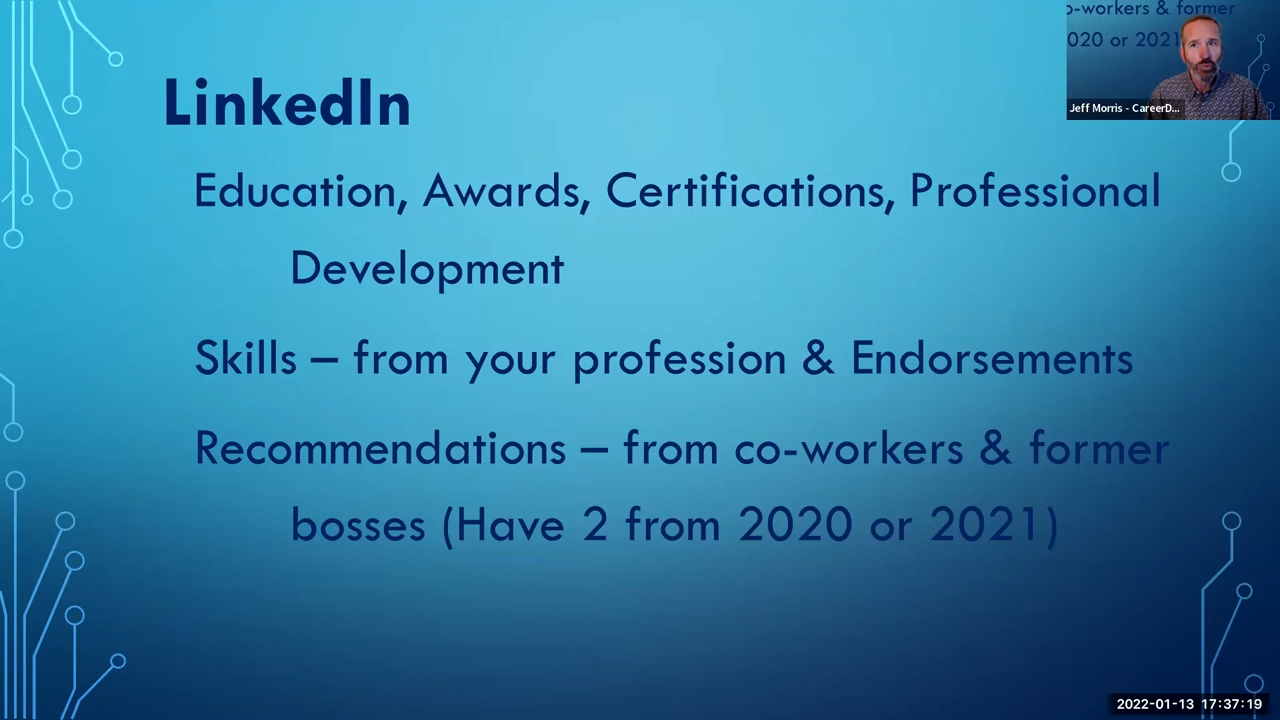 LinkedIn
Education, Awards, Certifications, Professional
Development
Skills – from your profession & Endorsements
Recommendations – from co-workers & former
bosses (Have 2 from 2020 or 2021)
o-workers & former
020 or 2021
Jeff Morris - CareerD...
2022-01-13 17:37:19